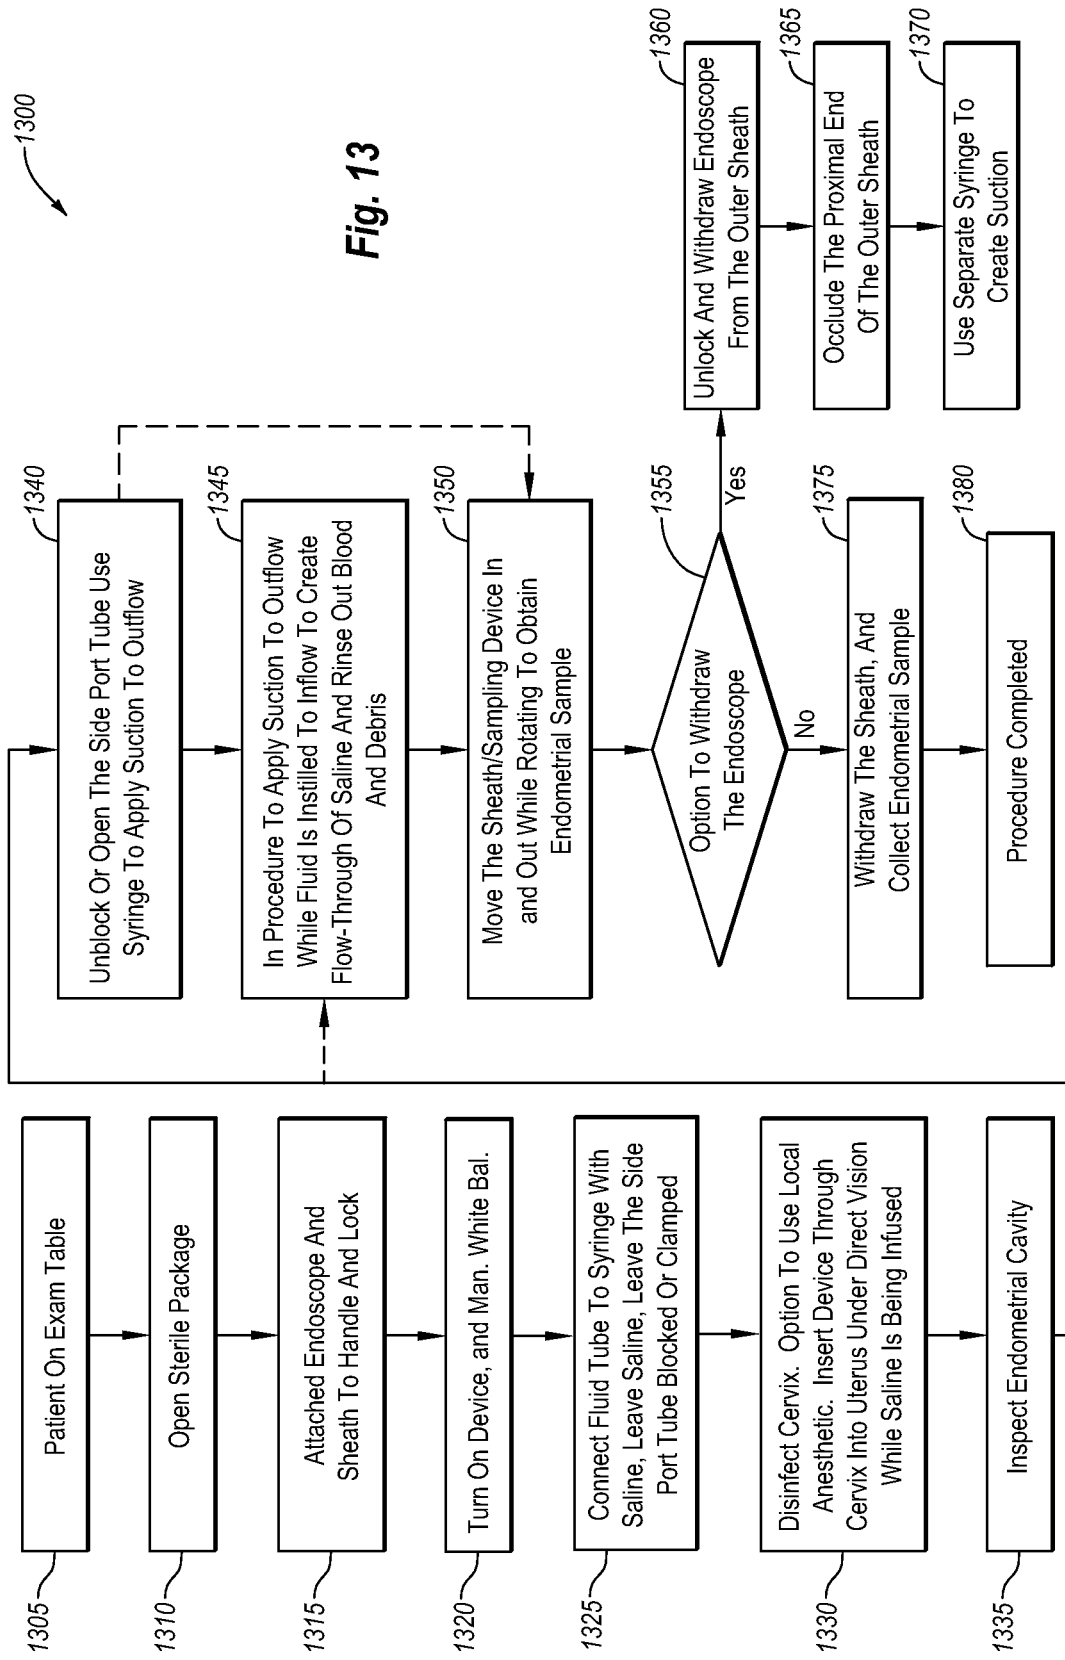 1300
Fig. 13
1305
Patient On Exam Table
1310
Open Sterile Package
1315
Attached Endoscope And
Sheath To Handle And Lock
1320
Turn On Device, and Man. White Bal.
1325
Connect Fluid Tube To Syringe With
Saline, Leave Saline, Leave The Side
Port Tube Blocked Or Clamped
1330
Disinfect Cervix. Option To Use Local
Anesthetic. Insert Device Through
Cervix Into Uterus Under Direct Vision
While Saline Is Being Infused
1335
Inspect Endometrial Cavity
1340
Unblock Or Open The Side Port Tube Use
Syringe To Apply Suction To Outflow
1345
In Procedure To Apply Suction To Outflow
While Fluid Is Instilled To Inflow To Create
Flow-Through Of Saline And Rinse Out Blood
And Debris
1350
Move The Sheath/Sampling Device In
and Out While Rotating To Obtain
Endometrial Sample
1355
Option To Withdraw
The Endoscope
Yes
No
1360
Unlock And Withdraw Endoscope
From The Outer Sheath
1365
Occlude The Proximal End
Of The Outer Sheath
1370
Use Separate Syringe To
Create Suction
1375
Withdraw The Sheath, And
Collect Endometrial Sample
1380
Procedure Completed